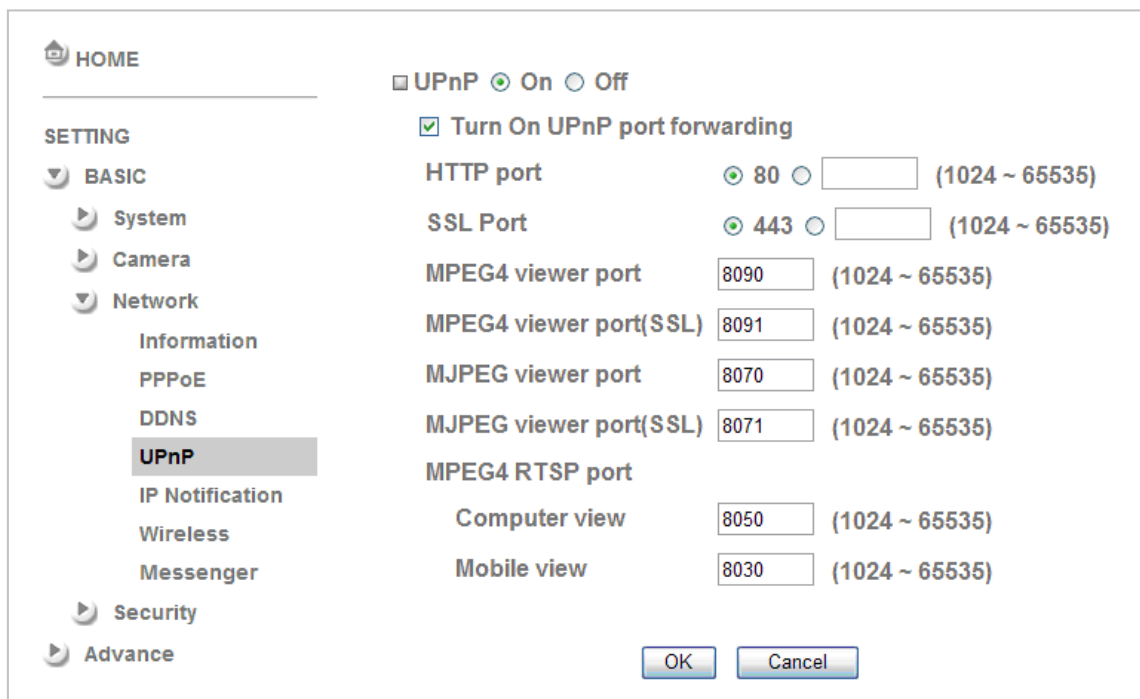 HOME
SETTING
BASIC
System
Camera
Network
Information
PPPoE
DDNS
UPnP
IP Notification
Wireless
Messenger
Security
Advance
UPnP On Off
Turn On UPnP port forwarding
HTTP port 80 (1024 ~ 65535)
SSL Port 443 (1024 ~ 65535)
MPEG4 viewer port 8090 (1024 ~ 65535)
MPEG4 viewer port(SSL) 8091 (1024 ~ 65535)
MJPEG viewer port 8070 (1024 ~ 65535)
MJPEG viewer port(SSL) 8071 (1024 ~ 65535)
MPEG4 RTSP port
Computer view 8050 (1024 ~ 65535)
Mobile view 8030 (1024 ~ 65535)
OK Cancel